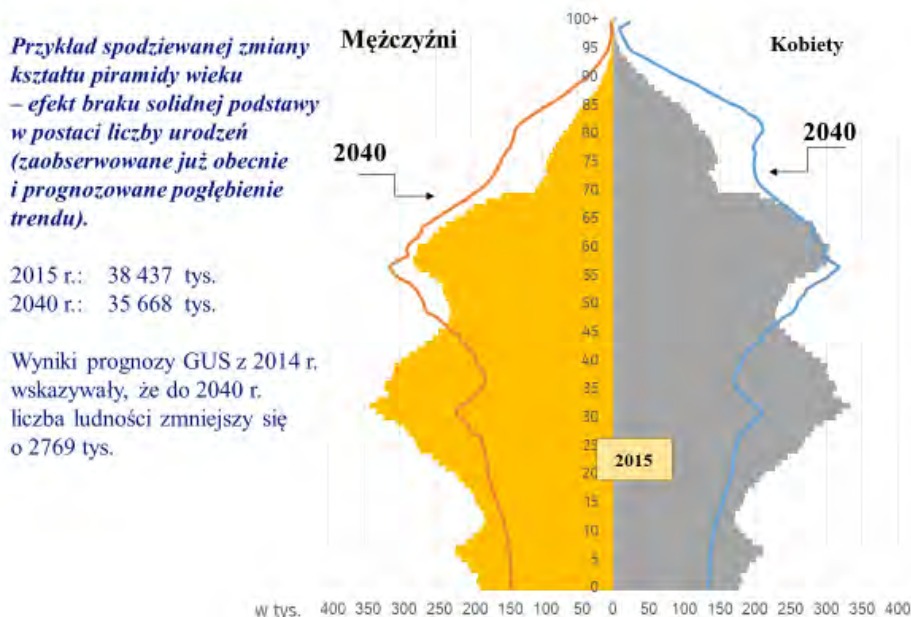 Przykład spodziewanej zmiany
kształtu piramidy wieku
– efekt braku solidnej podstawy
w postaci liczby urodzeń
(zaobserwowane już obecnie
i prognozowane pogłębienie
trendu).
2015 r.: 38 437 tys.
2040 r.: 35 668 tys.
Wyniki prognozy GUS z 2014 r.
wskazywały, że do 2040 r.
liczba ludności zmniejszy się
o 2769 tys.
Mężczyźni
Kobiety
2040
2040
2015
100+
95
90
85
80
75
70
65
60
55
50
45
40
35
30
25
20
15
10
5
0
w tys. 400 350 300 250 200 150 100 50 0 50 100 150 200 250 300 350 400